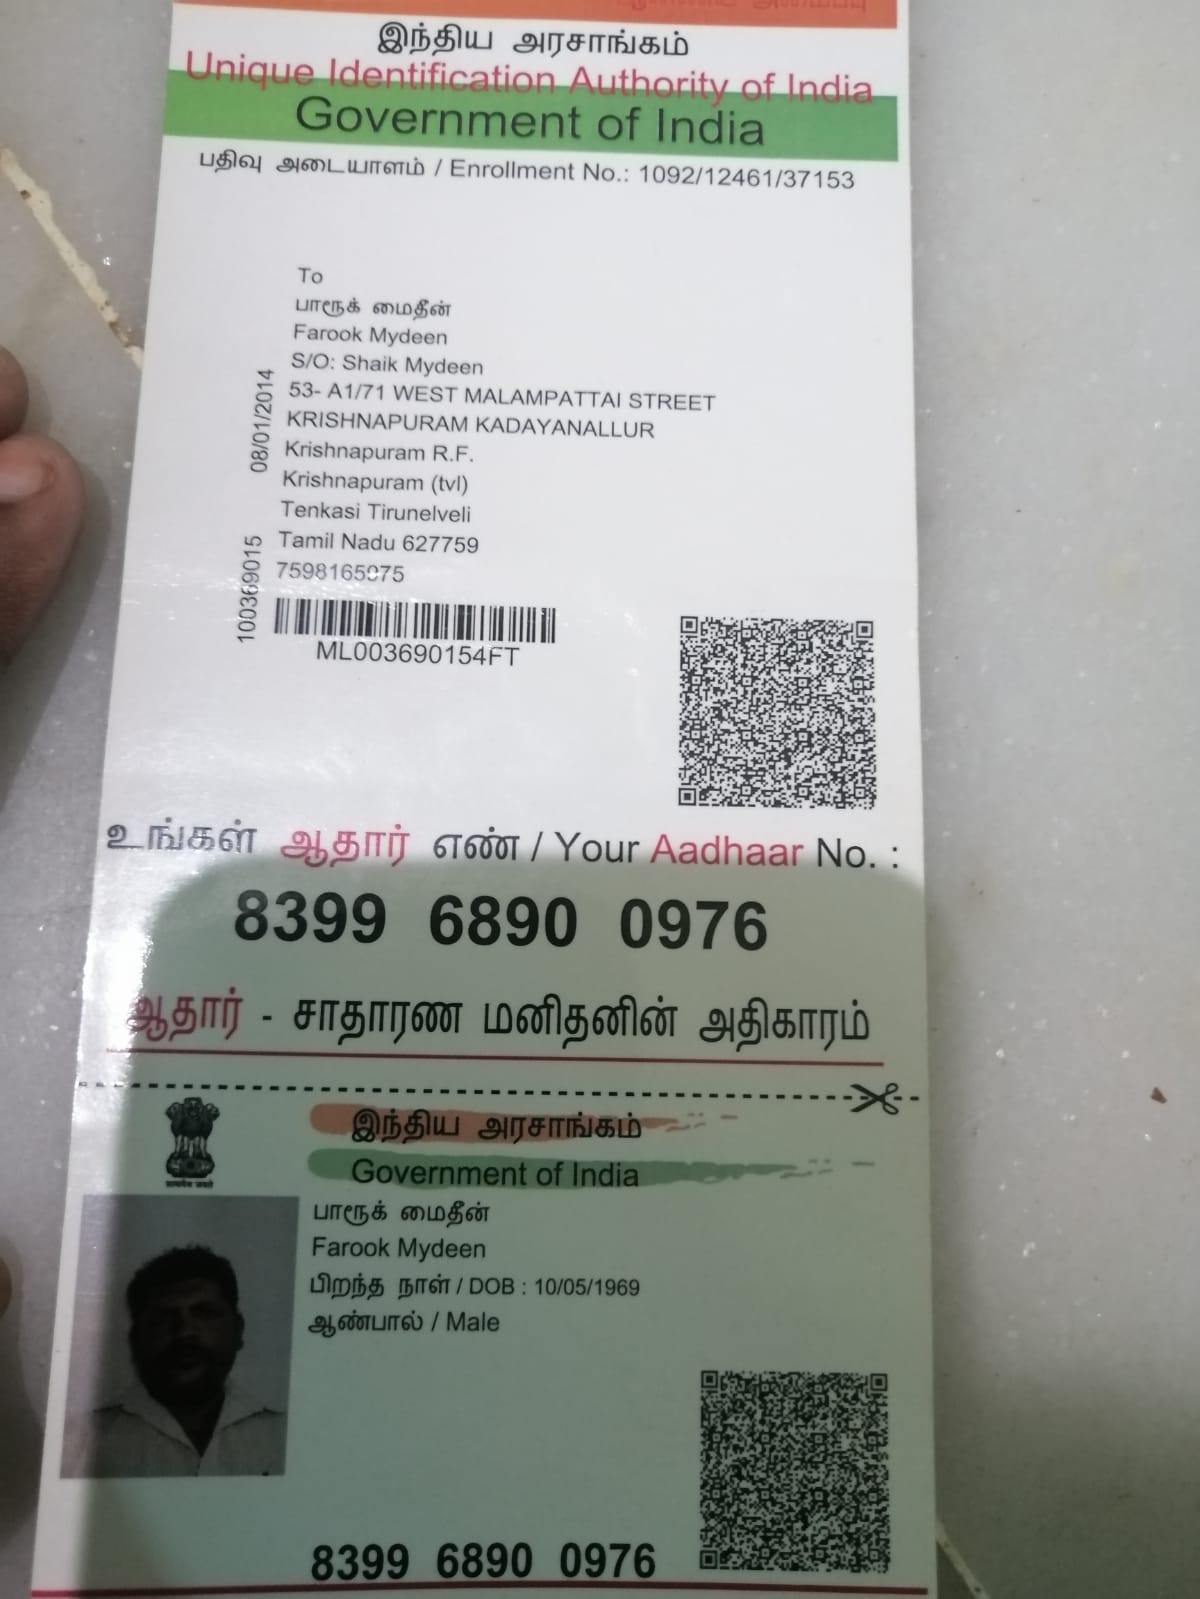 இந்திய அரசாங்கம்
Unique Identification Authority of India
Government of India
பதிவு அடையாளம் / Enrollment No.: 1092/12461/37153
To
பாரூக் மைதீன்
Farook Mydeen
S/O: Shaik Mydeen
53- A1/71 WEST MALAMPATTAI STREET
KRISHNAPURAM KADAYANALLUR
Krishnapuram R.F.
Krishnapuram (tvl)
Tenkasi Tirunelveli
Tamil Nadu 627759
08/01/2014
100369015
ML003690154FT
உங்கள் ஆதார் எண் / Your Aadhaar No. :
8399 6890 0976
ஆதார் - சாதாரண மனிதனின் அதிகாரம்
இந்திய அரசாங்கம்
Government of India
பாரூக் மைதீன்
Farook Mydeen
பிறந்த நாள் / DOB : 10/05/1969
ஆண்பால் / Male
8399 6890 0976